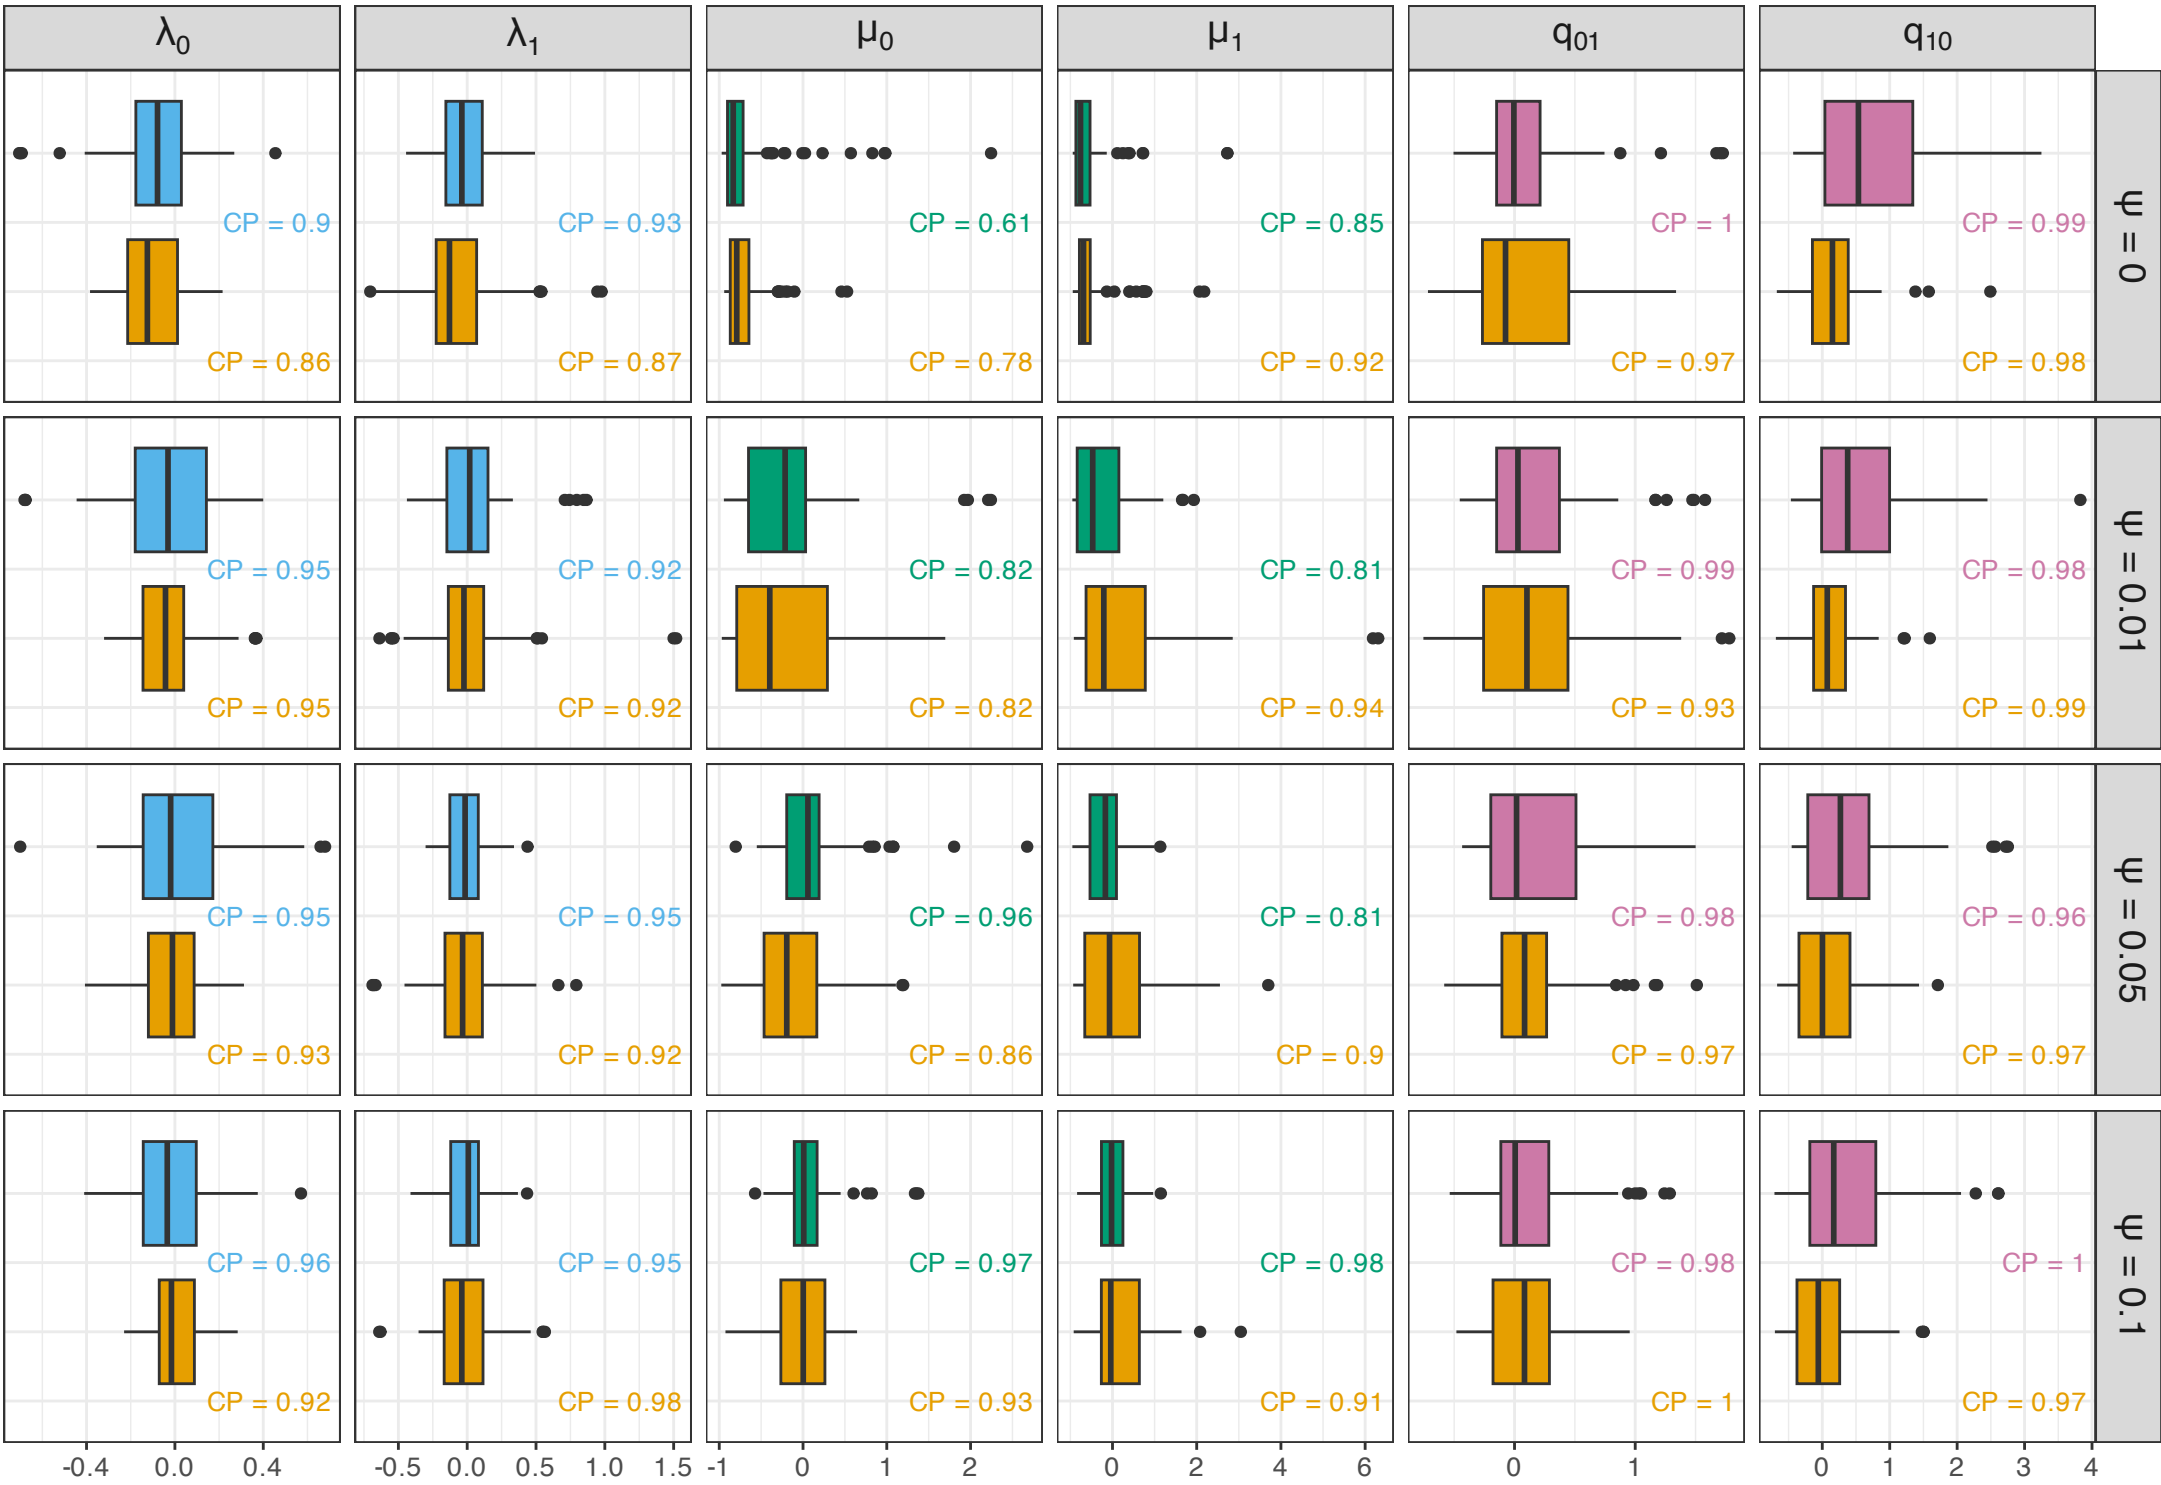 λ0 λ1 μ0 μ1 q01 q10
CP = 0.9 CP = 0.93 CP = 0.61 CP = 0.85 CP = 1 CP = 0.99
CP = 0.86 CP = 0.87 CP = 0.78 CP = 0.92 CP = 0.97 CP = 0.98
ψ = 0
CP = 0.95 CP = 0.92 CP = 0.82 CP = 0.81 CP = 0.99 CP = 0.98
CP = 0.95 CP = 0.92 CP = 0.82 CP = 0.94 CP = 0.93 CP = 0.99
ψ = 0.01
CP = 0.95 CP = 0.95 CP = 0.96 CP = 0.81 CP = 0.98 CP = 0.96
CP = 0.93 CP = 0.92 CP = 0.86 CP = 0.9 CP = 0.97 CP = 0.97
ψ = 0.05
CP = 0.96 CP = 0.95 CP = 0.97 CP = 0.98 CP = 0.98 CP = 1
CP = 0.92 CP = 0.98 CP = 0.93 CP = 0.91 CP = 1 CP = 0.97
ψ = 0.1
-0.4 0.0 0.4 -0.5 0.0 0.5 1.0 1.5 -1 0 1 2 0 2 4 6 0 1 0 1 2 3 4